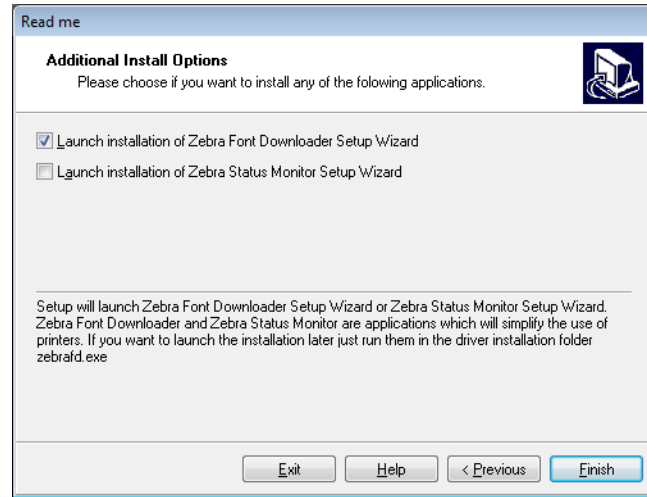 Read me
Additional Install Options
Please choose if you want to install any of the folowing applications.
Launch installation of Zebra Font Downloader Setup Wizard
Launch installation of Zebra Status Monitor Setup Wizard
Setup will launch Zebra Font Downloader Setup Wizard or Zebra Status Monitor Setup Wizard.
Zebra Font Downloader and Zebra Status Monitor are applications which will simplify the use of
printers. If you want to launch the installation later just run them in the driver installation folder
zebrafd.exe
Exit Help < Previous Finish